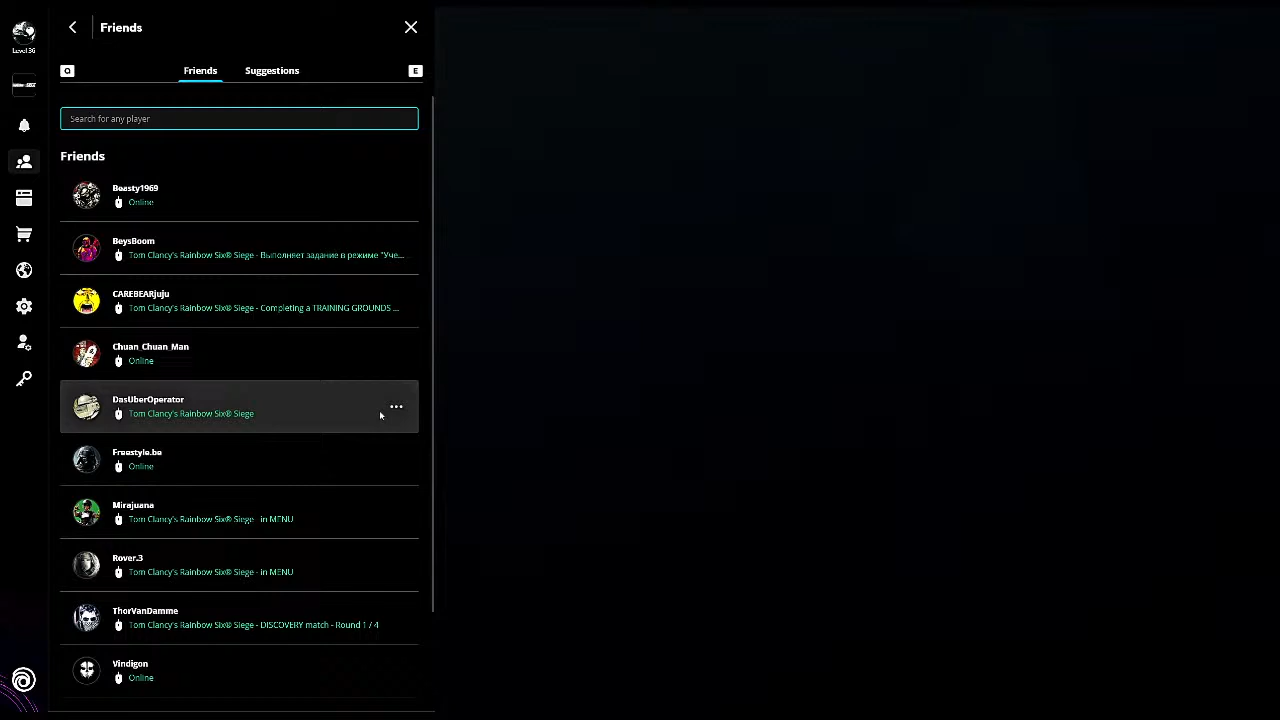 Friends
Level 36
Q
Friends
Suggestions
E
Search for any player
Friends
Beasty1969
Online
BeysBoom
Tom Clancy's Rainbow Six® Siege - Выполняет задание в режиме "Уче...
CAREBEARjuju
Tom Clancy's Rainbow Six® Siege - Completing a TRAINING GROUNDS ...
Chuan_Chuan_Man
Online
DasUberOperator
Tom Clancy's Rainbow Six® Siege
Freestyle.be
Online
Mirajuana
Tom Clancy's Rainbow Six® Siege - in MENU
Rover.3
Tom Clancy's Rainbow Six® Siege - in MENU
ThorVanDamme
Tom Clancy's Rainbow Six® Siege - DISCOVERY match - Round 1 / 4
Vindigon
Online